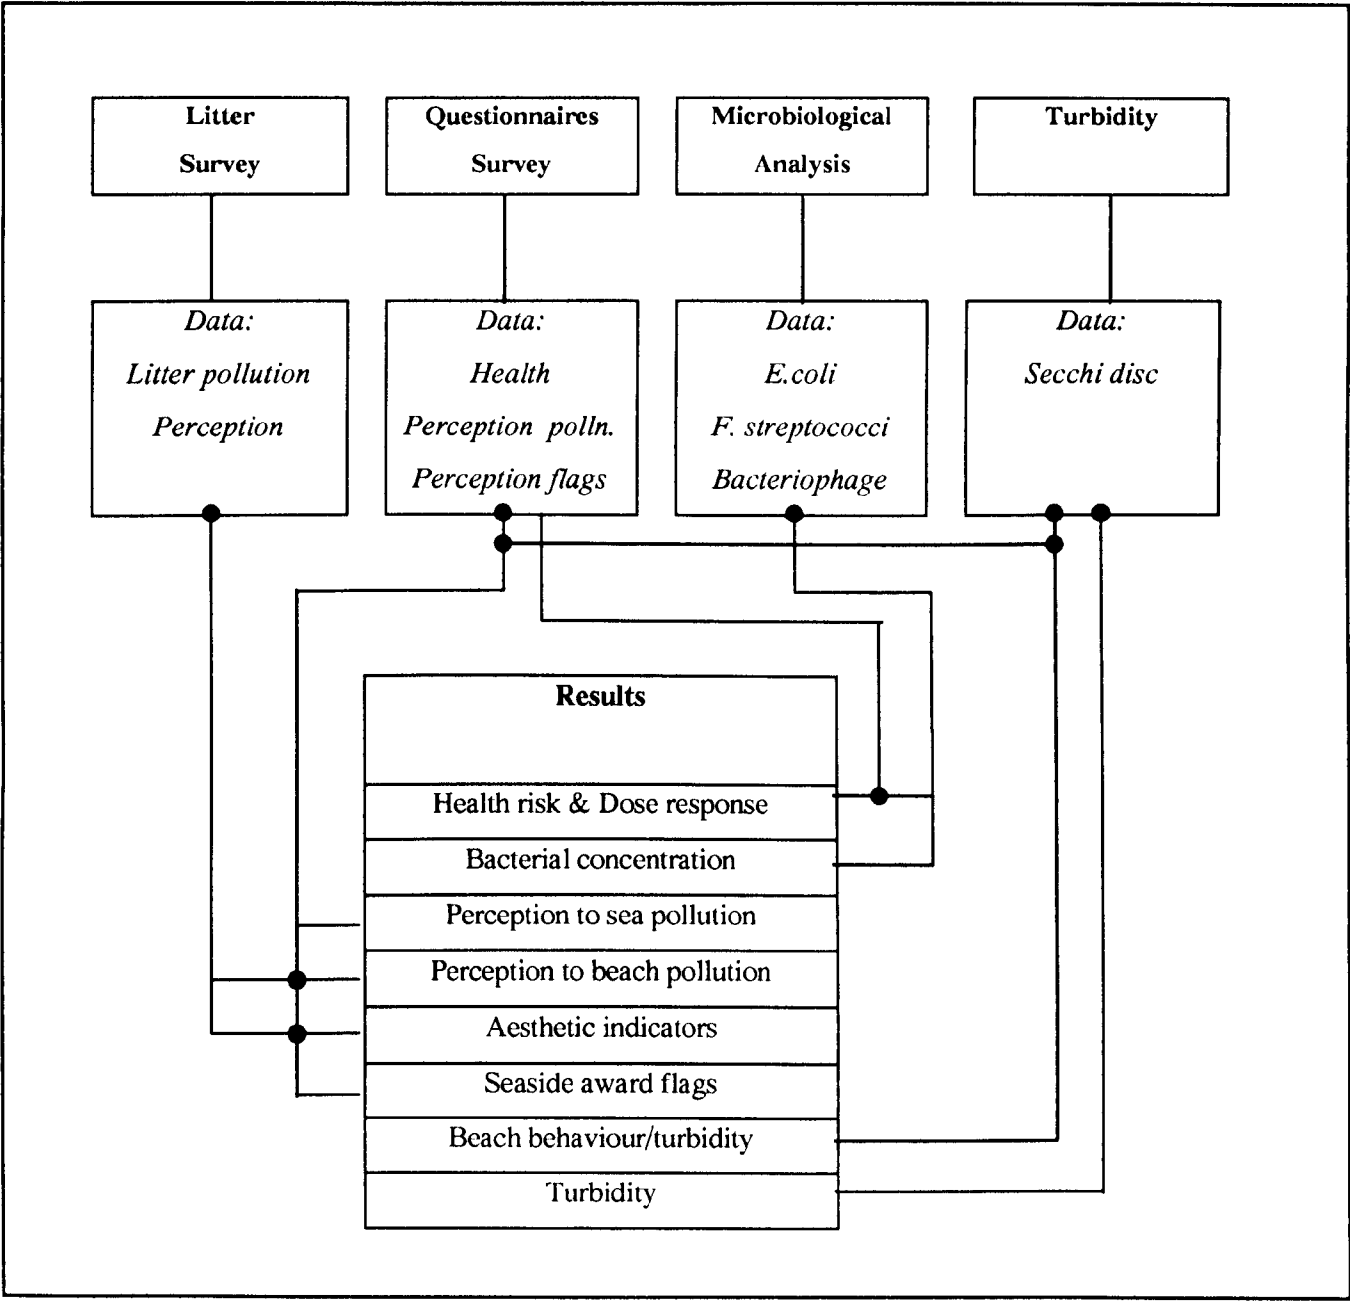 Litter
Survey
Questionnaires
Survey
Microbiological
Analysis
Turbidity
Data:
Litter pollution
Perception
Data:
Health
Perception polln.
Perception flags
Data:
E.coli
F. streptococci
Bacteriophage
Data:
Secchi disc
Results
Health risk & Dose response
Bacterial concentration
Perception to sea pollution
Perception to beach pollution
Aesthetic indicators
Seaside award flags
Beach behaviour/turbidity
Turbidity